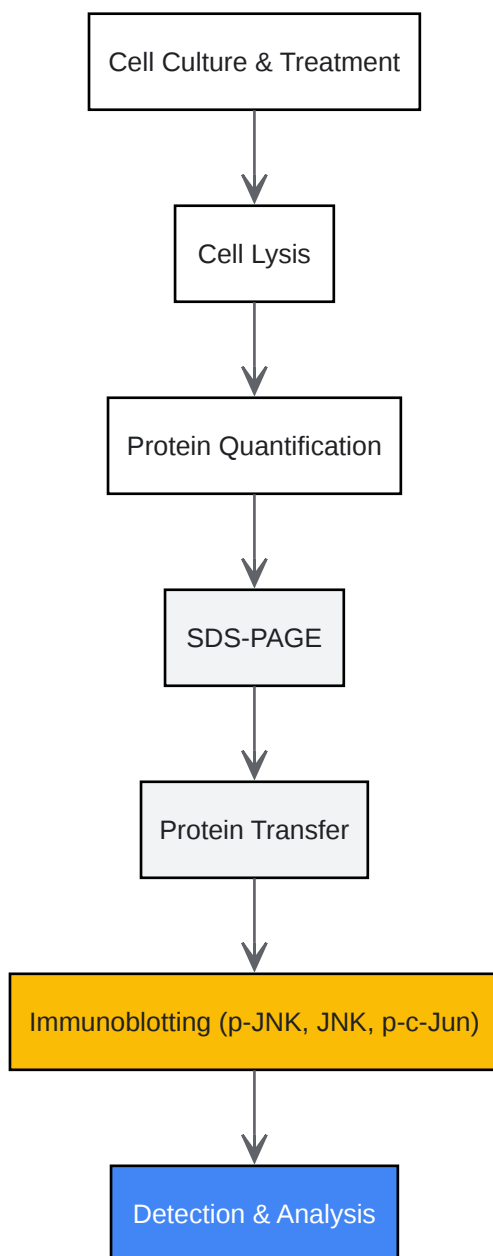 Cell Culture & Treatment
Cell Lysis
Protein Quantification
SDS-PAGE
Protein Transfer
Immunoblotting (p-JNK, JNK, p-c-Jun)
Detection & Analysis